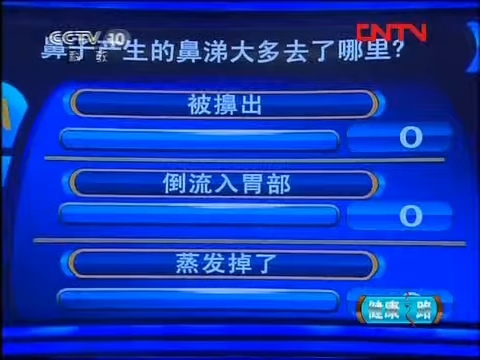 CCTV 10
科教
CNTV
鼻子产生的鼻涕大多去了哪里?
被擤出
0
倒流入胃部
0
蒸发掉了
健康之路